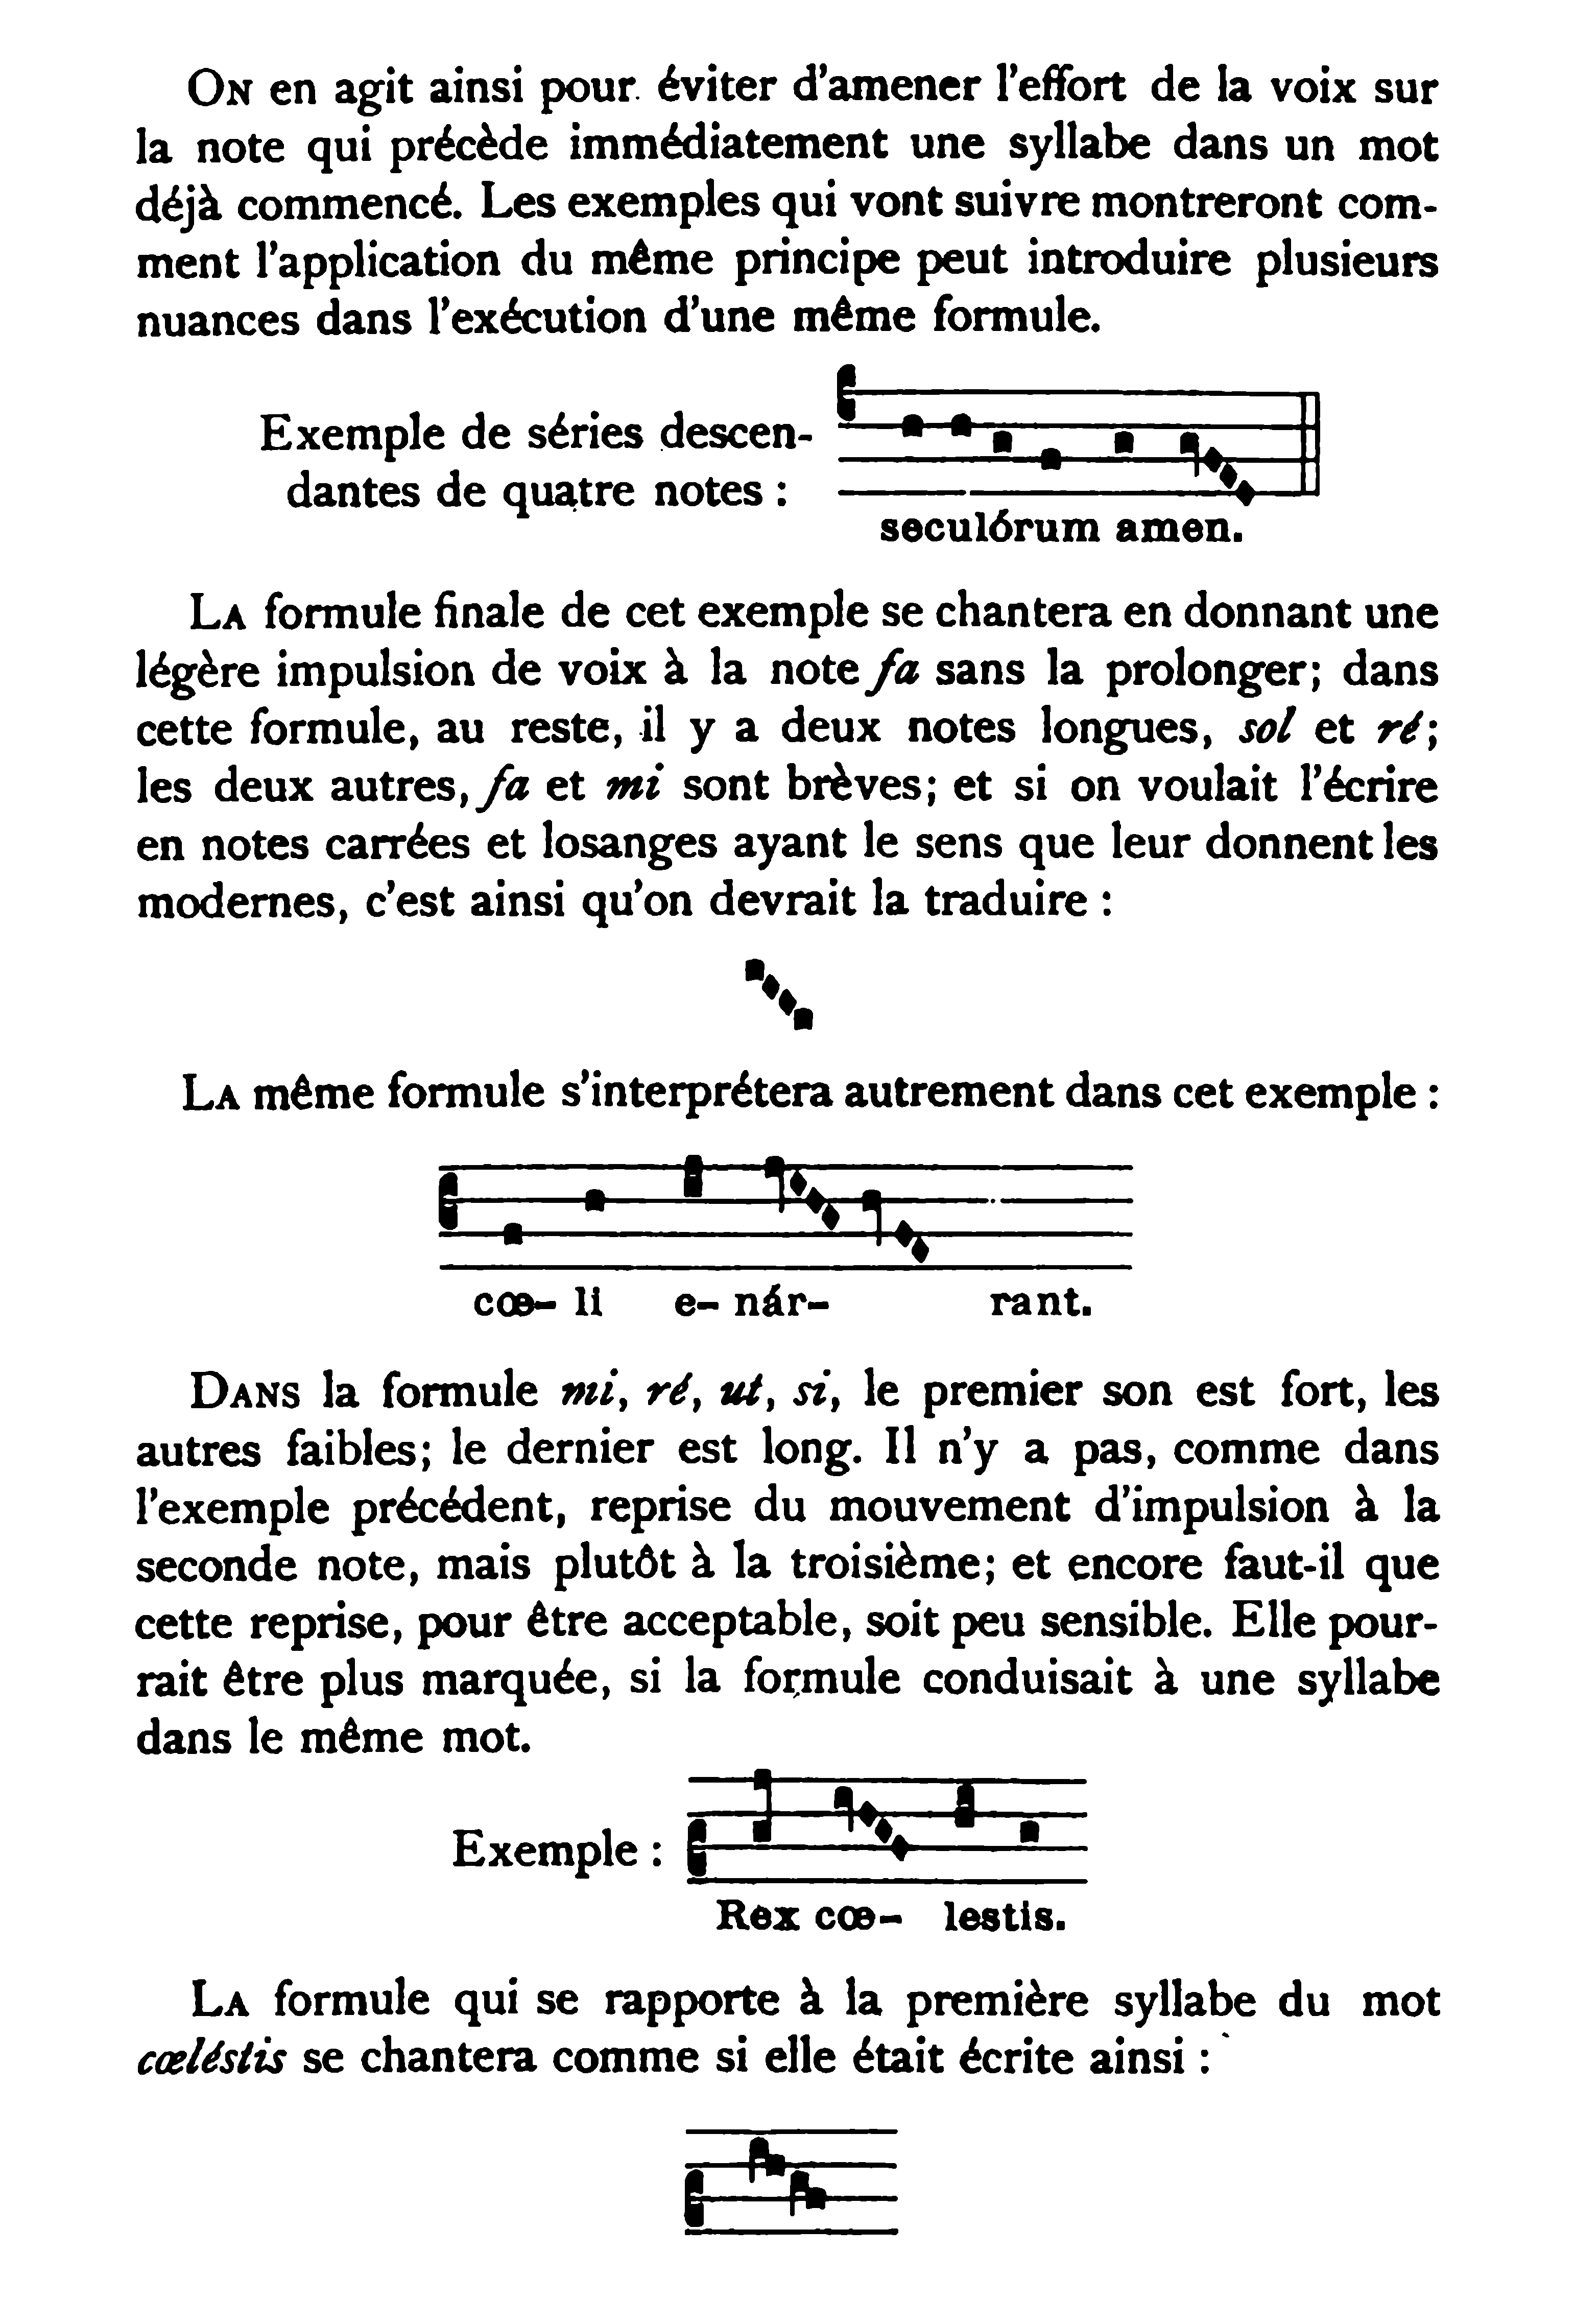 ON en agit ainsi pour éviter d'amener l'effort de la voix sur
la note qui précède immédiatement une syllabe dans un mot
déjà commencé. Les exemples qui vont suivre montreront com-
ment l'application du même principe peut introduire plusieurs
nuances dans l'exécution d'une même formule.
Exemple de séries descen-
dantes de quatre notes :
seculórum amen.
LA formule finale de cet exemple se chantera en donnant une
légère impulsion de voix à la note fa sans la prolonger; dans
cette formule, au reste, il y a deux notes longues, sol et ré;
les deux autres, fa et mi sont brèves; et si on voulait l'écrire
en notes carrées et losanges ayant le sens que leur donnent les
modernes, c'est ainsi qu'on devrait la traduire :
LA même formule s'interprétera autrement dans cet exemple :
cœ- li e- nár- rant.
DANS la formule mi, ré, ut, si, le premier son est fort, les
autres faibles; le dernier est long. Il n'y a pas, comme dans
l'exemple précédent, reprise du mouvement d'impulsion à la
seconde note, mais plutôt à la troisième; et encore faut-il que
cette reprise, pour être acceptable, soit peu sensible. Elle pour-
rait être plus marquée, si la formule conduisait à une syllabe
dans le même mot.
Exemple :
Rex cœ- lestis.
LA formule qui se rapporte à la première syllabe du mot
cœléstis se chantera comme si elle était écrite ainsi :